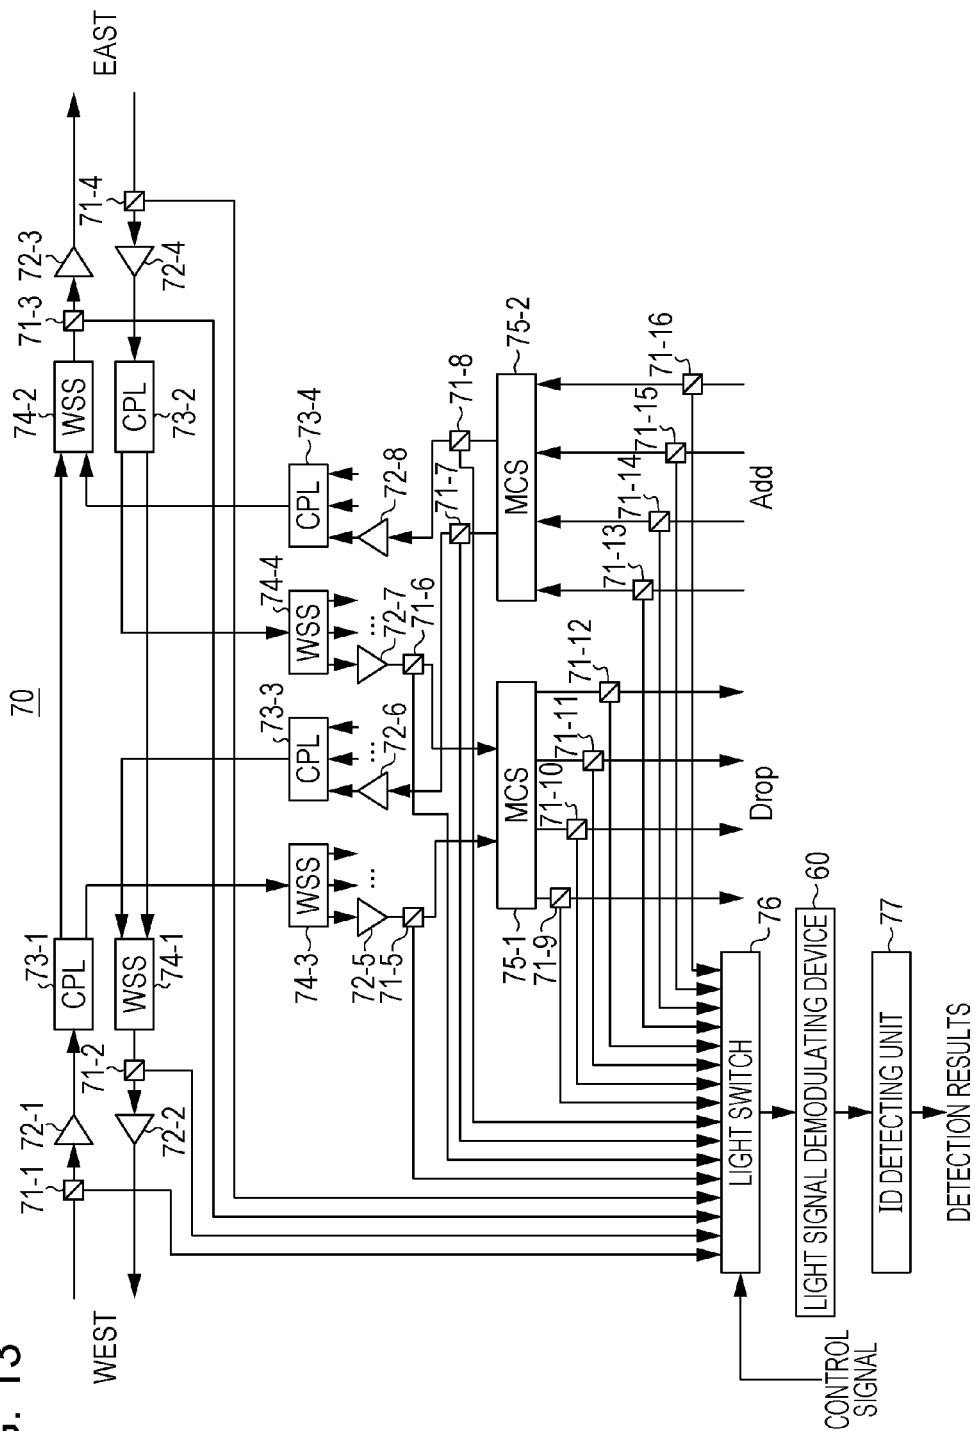 G. 13
70
WEST
EAST
71-1
72-1
73-1
CPL
74-2
WSS
71-3
72-3
71-4
72-2
71-2
WSS
74-1
CPL
73-2
72-4
74-3
WSS
73-3
CPL
74-4
WSS
CPL
73-4
...
...
...
72-5
71-5
72-6
72-7
71-6
72-8
71-7
71-8
75-1
MCS
MCS
75-2
71-9
71-10
71-11
71-12
71-13
71-14
71-15
71-16
Drop
Add
LIGHT SWITCH
76
CONTROL
SIGNAL
LIGHT SIGNAL DEMODULATING DEVICE
60
ID DETECTING UNIT
77
DETECTION RESULTS